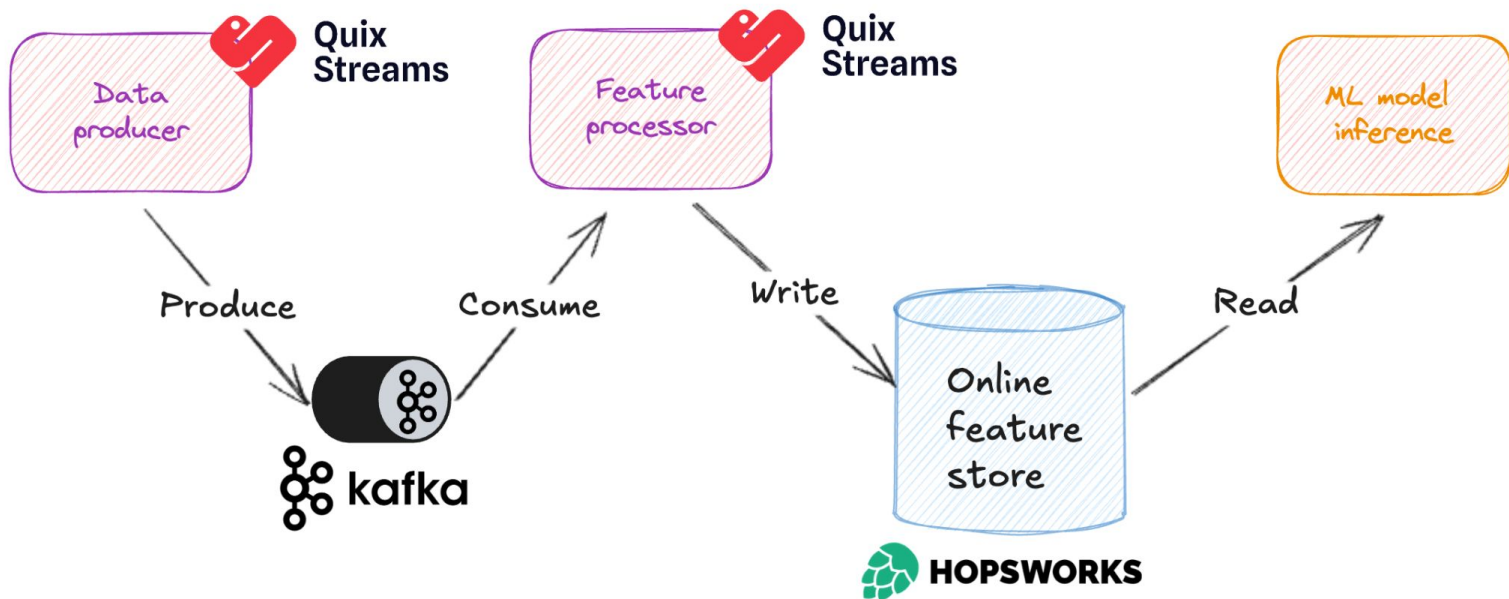 Quix
Streams
Quix
Streams
Data
producer
Feature
processor
ML model
inference
Produce
Consume
Write
Read
Online
feature
store
kafka
HOPSWORKS